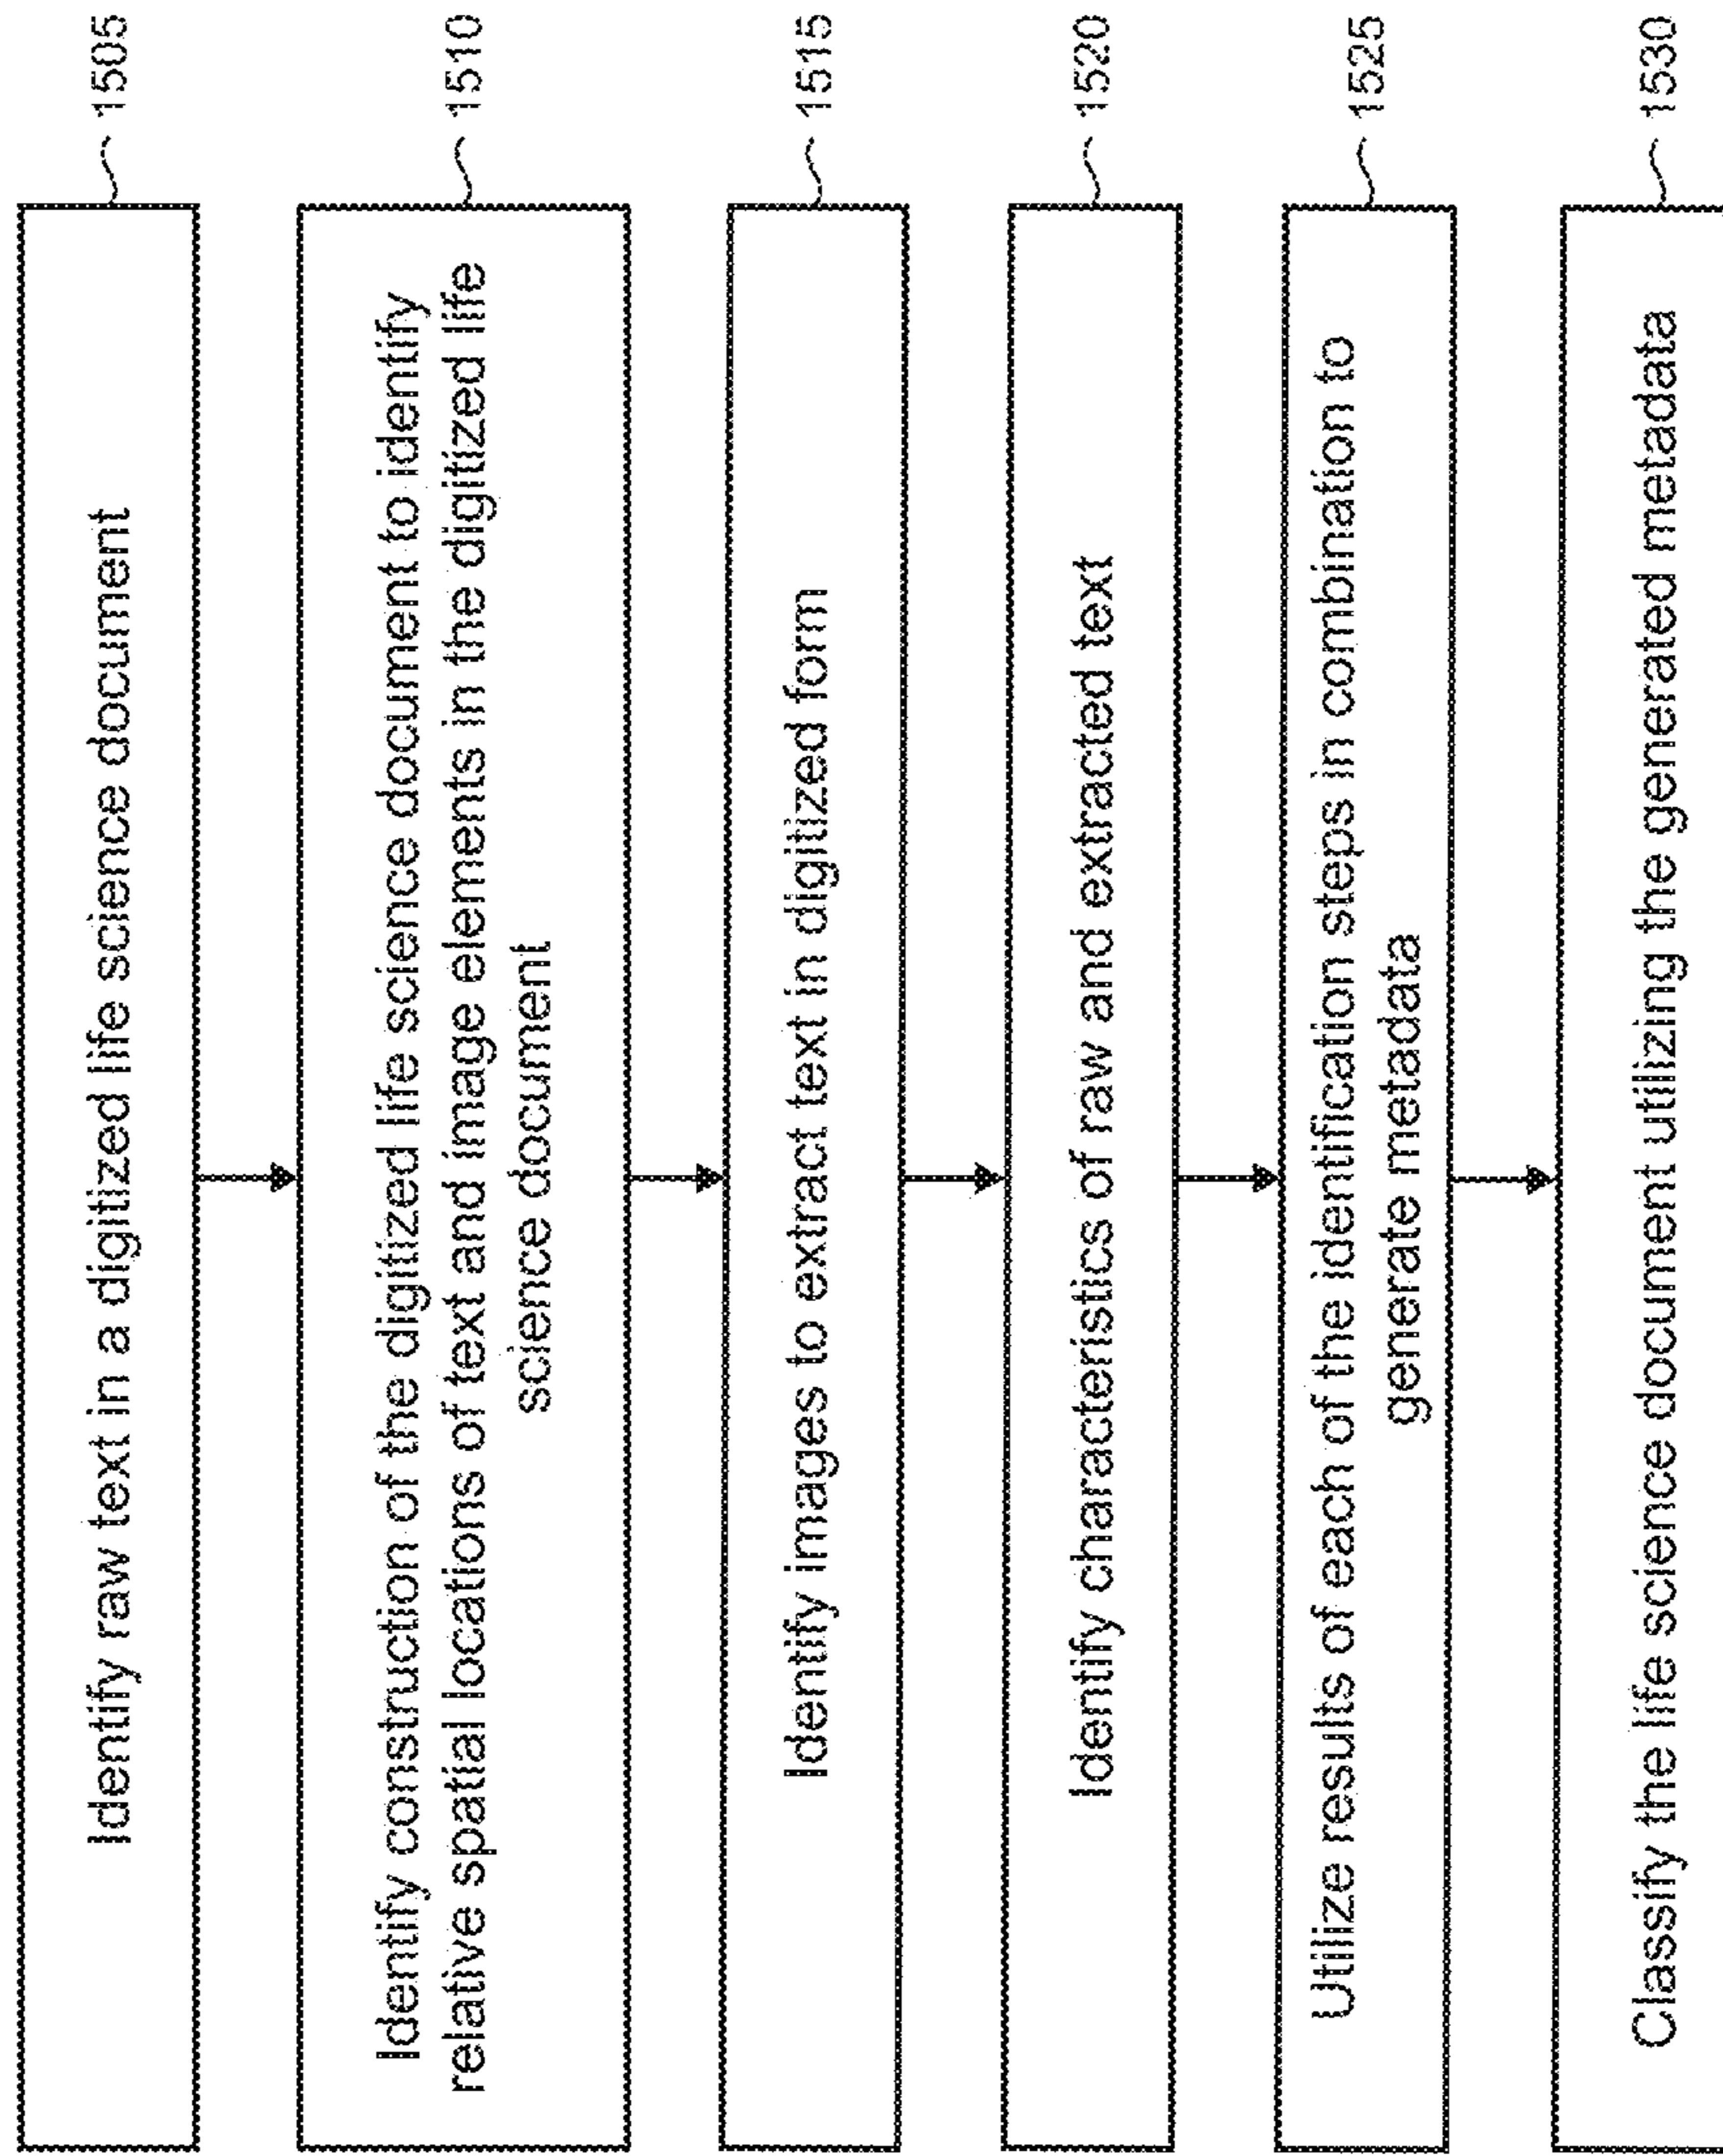 Identify raw text in a digitized life science document
1505
Identify construction of the digitized life science document to identify
relative spatial locations of text and image elements in the digitized life
science document
1510
Identify images to extract text in digitized form
1515
Identify characteristics of raw and extracted text
1520
Utilize results of each of the identification steps in combination to
generate metadata
1525
Classify the life science document utilizing the generated metadata
1530